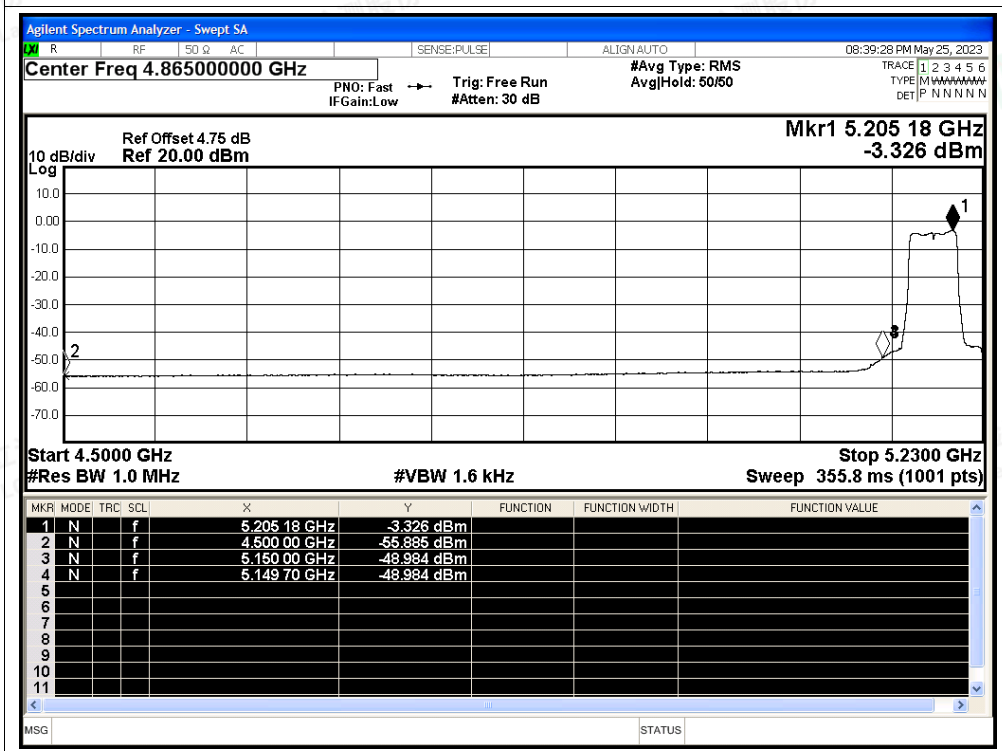 Agilent Spectrum Analyzer - Swept SA
LXI R RF 50 Ω AC SENSE:PULSE ALIGN AUTO 08:39:28 PM May 25, 2023
Center Freq 4.865000000 GHz
PNO: Fast
IFGain:Low
Trig: Free Run
#Atten: 30 dB
#Avg Type: RMS
Avg|Hold: 50/50
TRACE 1 2 3 4 5 6
TYPE M WWWWW
DET P N N N N N
Mkr1 5.205 18 GHz
-3.326 dBm
Ref Offset 4.75 dB
10 dB/div Ref 20.00 dBm
Log
10.0
0.00
-10.0
-20.0
-30.0
-40.0
-50.0
-60.0
-70.0
1
2
3
Start 4.5000 GHz Stop 5.2300 GHz
#Res BW 1.0 MHz #VBW 1.6 kHz Sweep 355.8 ms (1001 pts)
MKR MODE TRC SCL X Y FUNCTION FUNCTION WIDTH FUNCTION VALUE
1 N f 5.205 18 GHz -3.326 dBm
2 N f 4.500 00 GHz -55.885 dBm
3 N f 5.150 00 GHz -48.984 dBm
4 N f 5.149 70 GHz -48.984 dBm
5
6
7
8
9
10
11
MSG STATUS